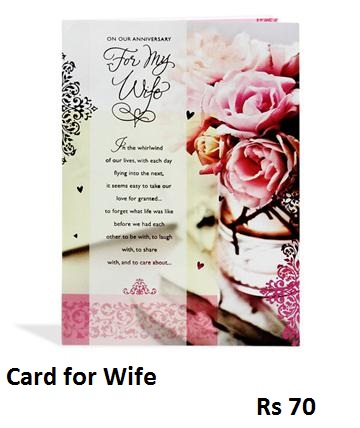 ON OUR ANNIVERSARY
For My
Wife
In the whirlwind
of our lives, with each day
flying into the next,
it seems easy to take our
love for granted...
to forget what life was like
before we had each
other to be with, to laugh
with, to share
with, and to care about...
Card for Wife
Rs 70